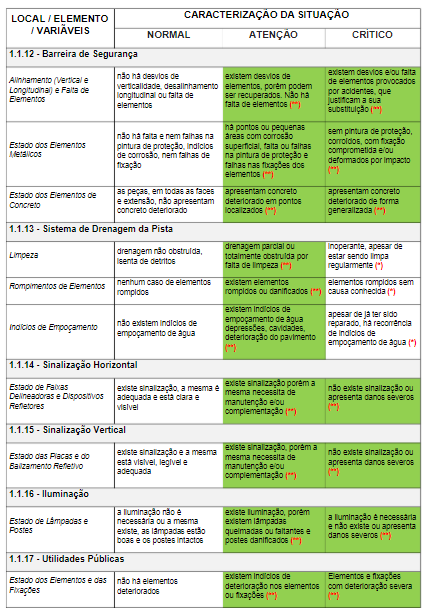 LOCAL / ELEMENTO / VARIÁVEIS
CARACTERIZAÇÃO DA SITUAÇÃO
NORMAL
ATENÇÃO
CRÍTICO
1.1.12 - Barreira de Segurança
Alinhamento (Vertical e
Longitudinal) e Falta de
Elementos
não há desvios de
verticalidade, desalinhamento
longitudinal ou falta de
elementos
existem desvios de
elementos, porém podem
ser recuperados. Não há
falta de elementos (**)
existem desvios e/ou falta
de elementos provocados
por acidentes, que
justificam a sua
substituição (**)
Estado dos Elementos
Metálicos
não há falta e nem falhas na
pintura de proteção, indícios
de corrosão, nem falhas de
fixação
há pontos ou pequenas
áreas com corrosão
superficial, falta ou falhas
na pintura de proteção e
falhas nas fixações dos
elementos (**)
sem pintura de proteção,
corroídos, com fixação
comprometida e/ou
deformados por impacto
(**)
Estado dos Elementos de
Concreto
as peças, em todas as faces
e extensão, não apresentam
concreto deteriorado
apresentam concreto
deteriorado em pontos
localizados (**)
apresentam concreto
deteriorado de forma
generalizada (**)
1.1.13 - Sistema de Drenagem da Pista
Limpeza
drenagem não obstruída,
isenta de detritos
drenagem parcial ou
totalmente obstruída por
falta de limpeza (**)
inoperante, apesar de
estar sendo limpa
regularmente (*)
Rompimentos de Elementos
nenhum caso de elementos
rompidos
existem elementos
rompidos ou danificados (**)
elementos rompidos sem
causa conhecida (*)
Indícios de Empoçamento
não existem indícios de
empoçamento de água
existem indícios de
empoçamento de água
depressões, cavidades,
deterioração do pavimento
(**)
apesar de já ter sido
reparado, há recorrência
de indícios de
empoçamento de água (*)
1.1.14 - Sinalização Horizontal
Estado de Faixas
Delineadoras e Dispositivos
Refletores
existe sinalização, a mesma é
adequada e está clara e
visível
existe sinalização porém a
mesma necessita de
manutenção e/ou
complementação (**)
não existe sinalização ou
apresenta danos severos
(**)
1.1.15 - Sinalização Vertical
Estado das Placas e do
Balizamento Refletivo
existe sinalização e a mesma
está visível, legível e
adequada
existe sinalização, porém a
mesma necessita de
manutenção e/ou
complementação (**)
não existe sinalização ou
apresenta danos severos
(**)
1.1.16 - Iluminação
Estado de Lâmpadas e
Postes
a iluminação não é
necessária ou a mesma
existe, as lâmpadas estão
boas e os postes intactos
existe iluminação, porém
existem lâmpadas
queimadas ou faltantes e
postes danificados (**)
a iluminação é necessária
e não existe ou apresenta
danos severos (**)
1.1.17 - Utilidades Públicas
Estado dos Elementos e das
Fixações
não há elementos
deteriorados
existem indícios de
deterioração nos elementos
ou fixações (**)
Elementos e fixações
com deterioração severa
(**)